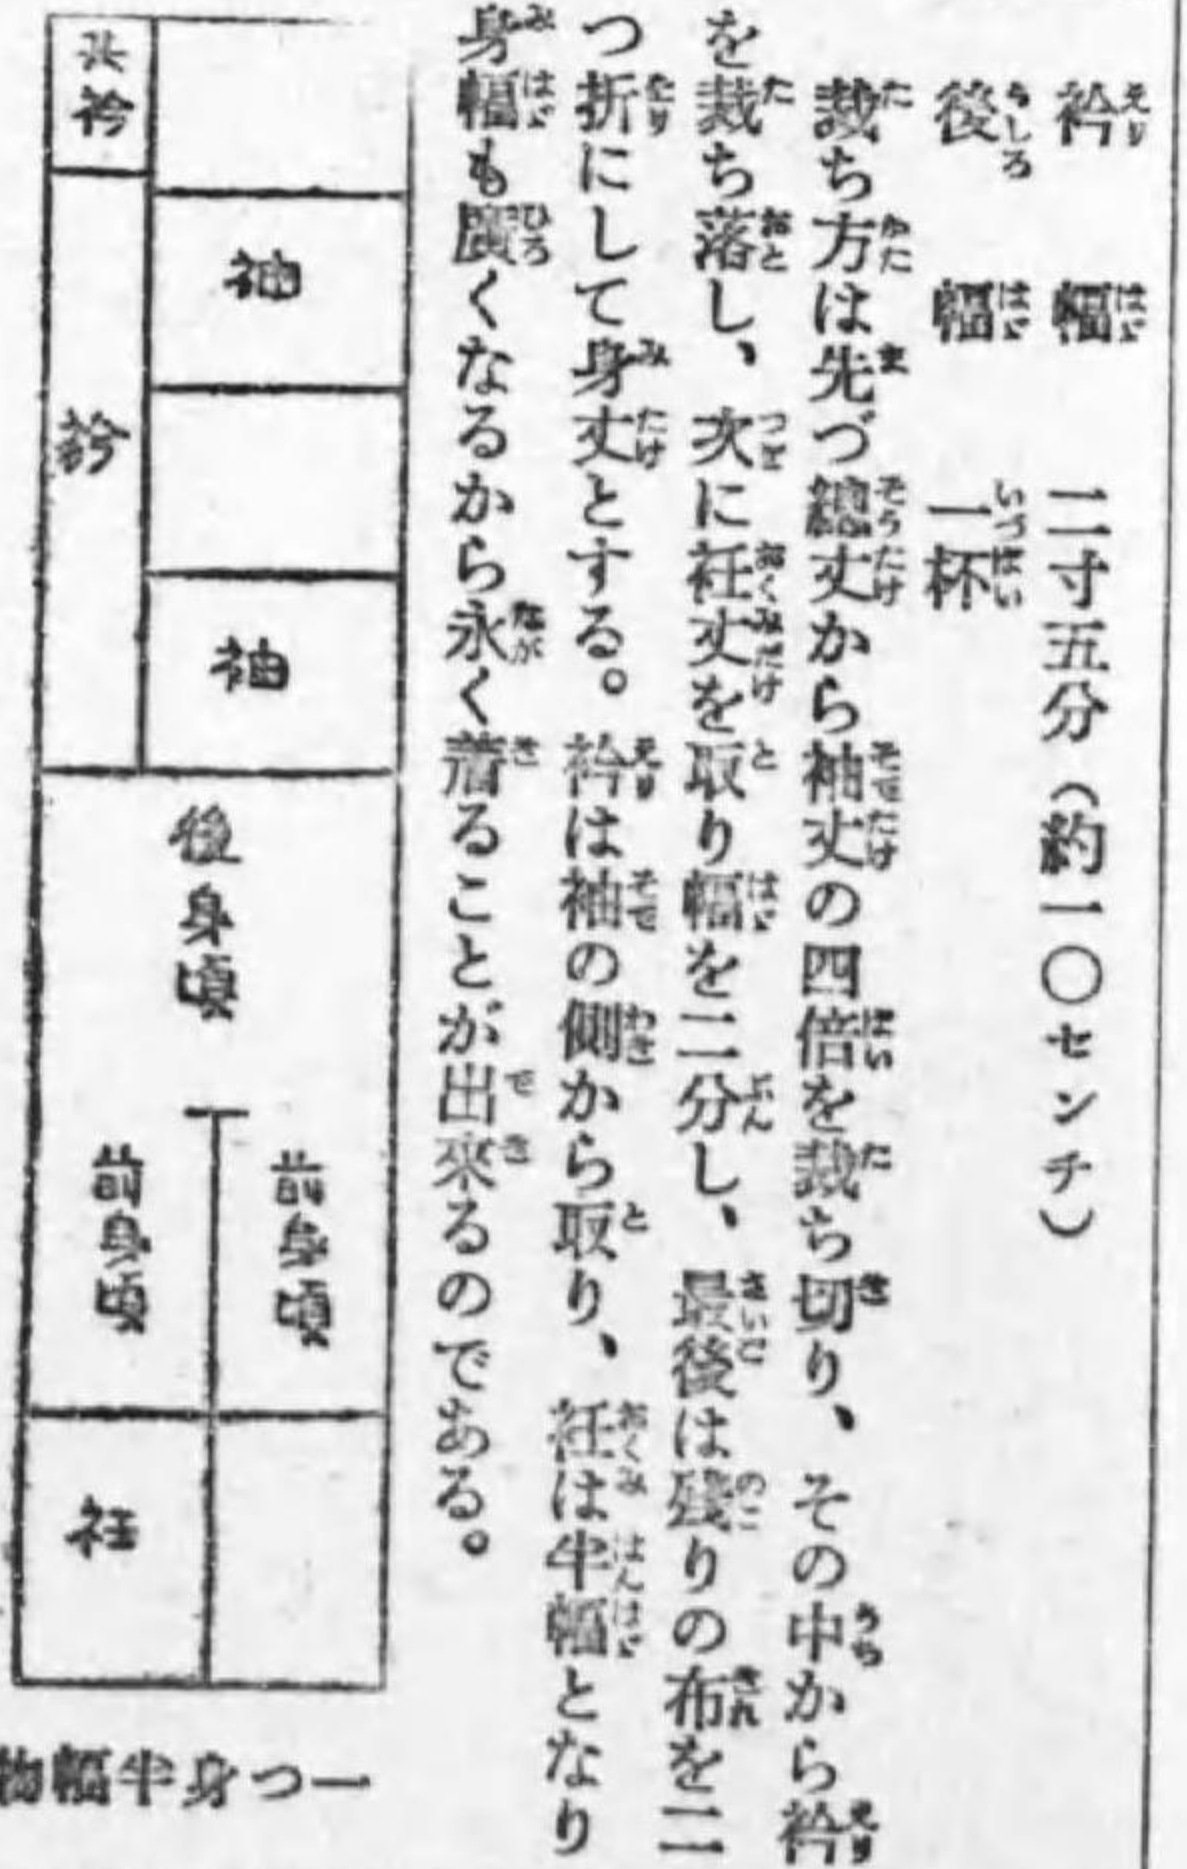 衿幅 二寸五分(約一〇センチ)
後幅 一杯
裁ち方は先づ總丈から袖丈の四倍を裁ち切り、その中から衿
を裁ち落し、次に衽丈を取り幅を二分し、最後は殘りの布を二
つ折にして身丈とする。衿は袖の側から取り、衽は半幅となり
身幅も廣くなるから永く着ることが出來るのである。
共衿
衿
袖
袖
後身頃
前身頃
前身頃
衽
一つ身半幅物